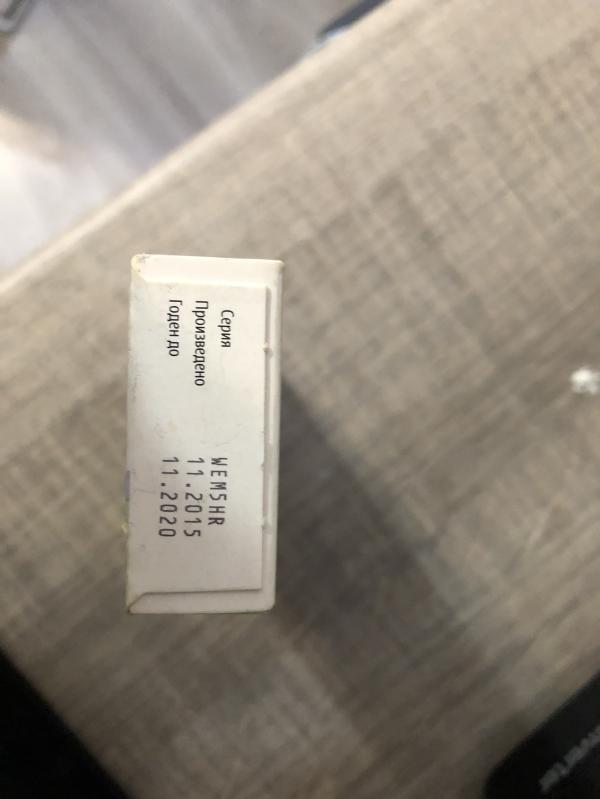 Серия WEM5HR
Произведено 11.2015
Годен до 11.2020